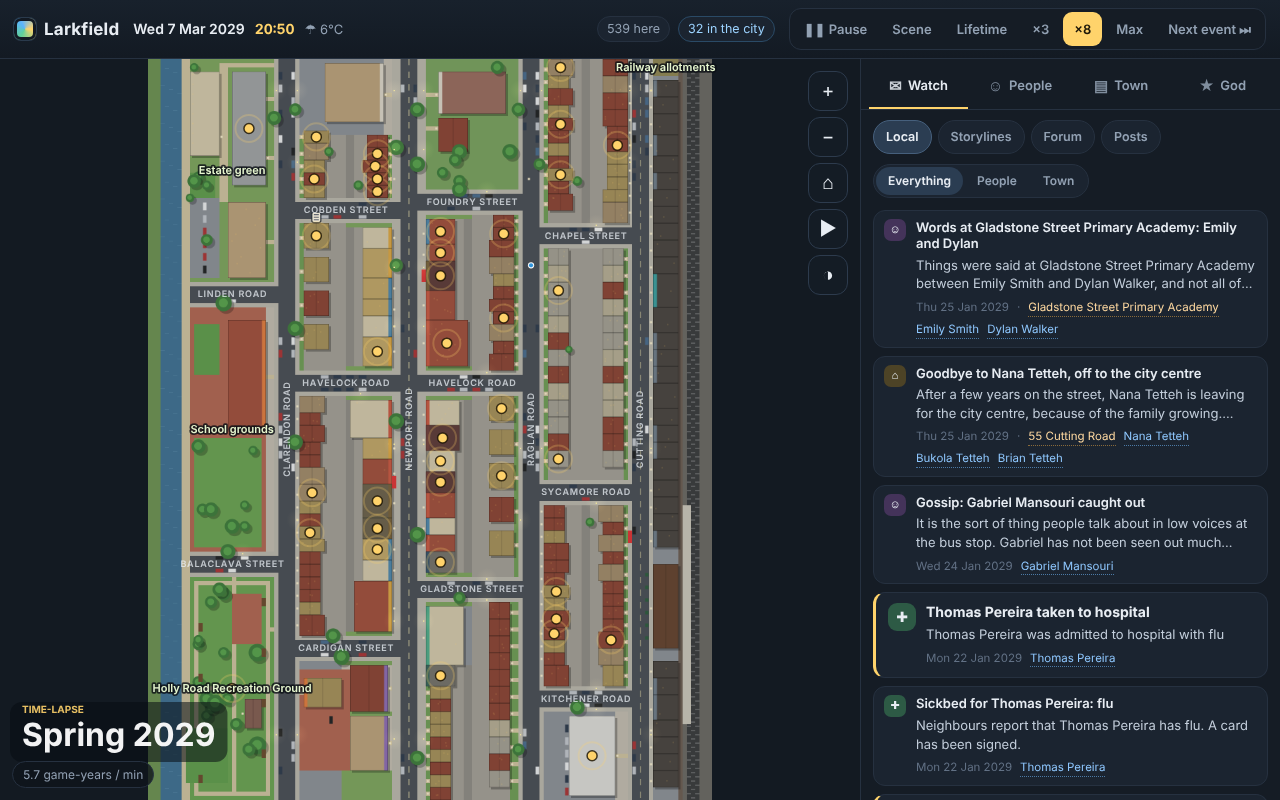 Larkfield Wed 7 Mar 2029 20:50 ☂ 6°C
539 here 32 in the city
❚❚ Pause Scene Lifetime ×3 ×8 Max Next event ⏭
✉ Watch ☺ People ▤ Town ★ God
Local Storylines Forum Posts
Everything People Town
Words at Gladstone Street Primary Academy: Emily
and Dylan
Things were said at Gladstone Street Primary Academy
between Emily Smith and Dylan Walker, and not all of…
Thu 25 Jan 2029 · Gladstone Street Primary Academy
Emily Smith Dylan Walker
Goodbye to Nana Tetteh, off to the city centre
After a few years on the street, Nana Tetteh is leaving
for the city centre, because of the family growing.…
Thu 25 Jan 2029 · 55 Cutting Road Nana Tetteh
Bukola Tetteh Brian Tetteh
Gossip: Gabriel Mansouri caught out
It is the sort of thing people talk about in low voices at
the bus stop. Gabriel has not been seen out much…
Wed 24 Jan 2029 Gabriel Mansouri
Thomas Pereira taken to hospital
Thomas Pereira was admitted to hospital with flu
Mon 22 Jan 2029 Thomas Pereira
Sickbed for Thomas Pereira: flu
Neighbours report that Thomas Pereira has flu. A card
has been signed.
Mon 22 Jan 2029 Thomas Pereira
Railway allotments
Estate green
COBDEN STREET
FOUNDRY STREET
CHAPEL STREET
LINDEN ROAD
HAVELOCK ROAD
HAVELOCK ROAD
CLARENDON ROAD
NEWPORT ROAD
RAGLAN ROAD
CUTTING ROAD
School grounds
SYCAMORE ROAD
BALACLAVA STREET
GLADSTONE STREET
CARDIGAN STREET
Holly Road Recreation Ground
KITCHENER ROAD
TIME-LAPSE
Spring 2029
5.7 game-years / min
+
−